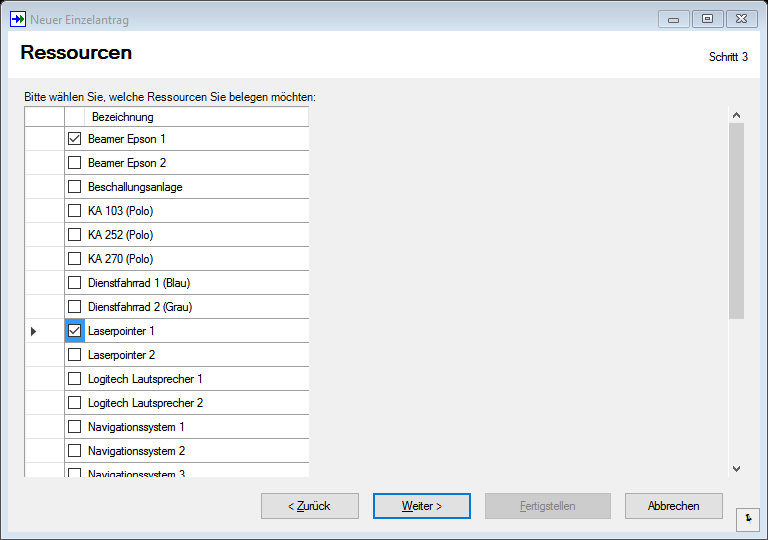 Neuer Einzelantrag
Ressourcen
Schritt 3
Bitte wählen Sie, welche Ressourcen Sie belegen möchten:
Bezeichnung
Beamer Epson 1
Beamer Epson 2
Beschallungsanlage
KA 103 (Polo)
KA 252 (Polo)
KA 270 (Polo)
Dienstfahrrad 1 (Blau)
Dienstfahrrad 2 (Grau)
Laserpointer 1
Laserpointer 2
Logitech Lautsprecher 1
Logitech Lautsprecher 2
Navigationssystem 1
Navigationssystem 2
Navigationssystem 3
< Zurück
Weiter >
Fertigstellen
Abbrechen